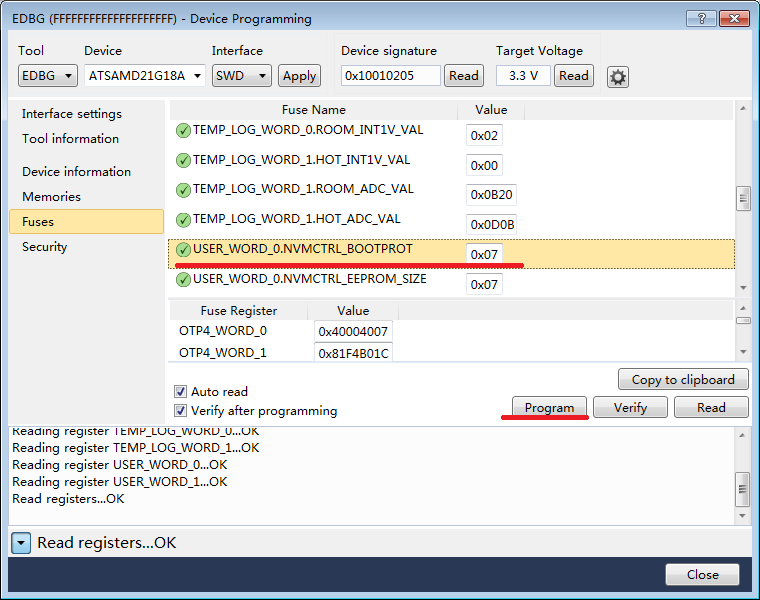 EDBG (FFFFFFFFFFFFFFFFFFFF) - Device Programming
Tool Device Interface Device signature Target Voltage
EDBG ATSAMD21G18A SWD Apply 0x10010205 Read 3.3 V Read
Interface settings
Tool information
Device information
Memories
Fuses
Security
Fuse Name Value
TEMP_LOG_WORD_0.ROOM_INT1V_VAL 0x02
TEMP_LOG_WORD_1.HOT_INT1V_VAL 0x00
TEMP_LOG_WORD_1.ROOM_ADC_VAL 0x0B20
TEMP_LOG_WORD_1.HOT_ADC_VAL 0x0D0B
USER_WORD_0.NVMCTRL_BOOTPROT 0x07
USER_WORD_0.NVMCTRL_EEPROM_SIZE 0x07
Fuse Register Value
OTP4_WORD_0 0x40004007
OTP4_WORD_1 0x81F4B01C
Copy to clipboard
Auto read
Verify after programming
Program Verify Read
Reading register TEMP_LOG_WORD_0...OK
Reading register TEMP_LOG_WORD_1...OK
Reading register USER_WORD_0...OK
Reading register USER_WORD_1...OK
Read registers...OK
Read registers...OK
Close